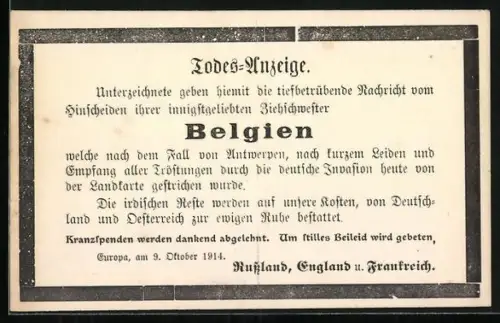 Todes-Anzeige.
Unterzeichnete geben hiemit die tiefbetrübende Nachricht vom
Hinscheiden ihrer innigstgeliebten Ziehschwester
Belgien
welche nach dem Fall von Antwerpen, nach kurzem Leiden und
Empfang aller Tröstungen durch die deutsche Invasion heute von
der Landkarte gestrichen wurde.
Die irdischen Reste werden auf unsere Kosten, von Deutsch-
land und Oesterreich zur ewigen Ruhe bestattet.
Kranzspenden werden dankend abgelehnt. Um stilles Beileid wird gebeten,
Europa, am 9. Oktober 1914.
Rußland, England u. Frankreich.